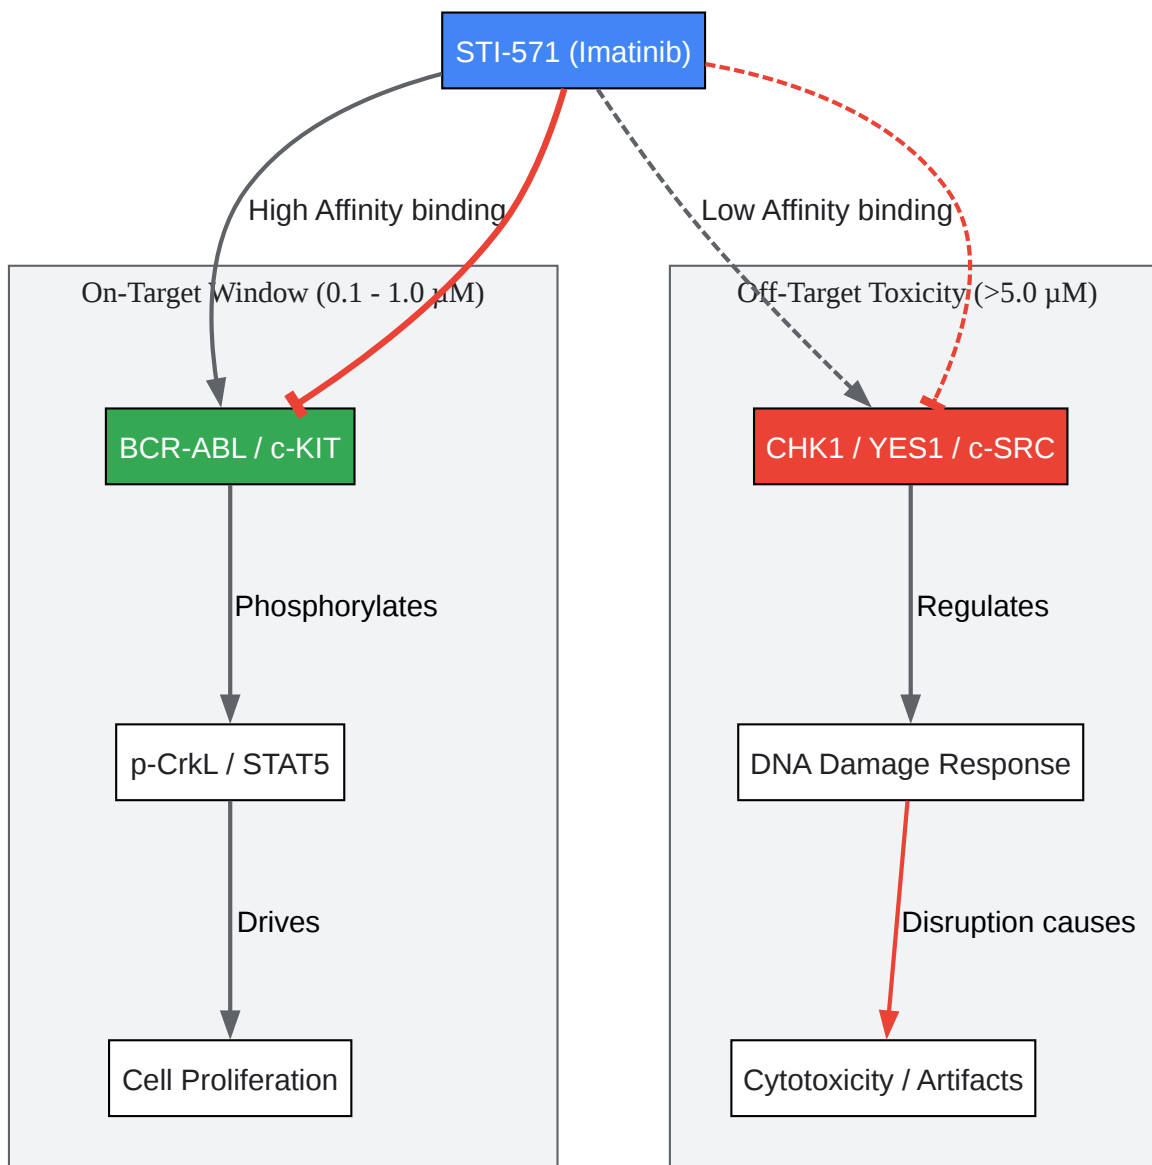 STI-571 (Imatinib)
High Affinity binding
Low Affinity binding
On-Target Window (0.1 - 1.0 µM)
Off-Target Toxicity (>5.0 µM)
BCR-ABL / c-KIT
CHK1 / YES1 / c-SRC
Phosphorylates
Regulates
p-CrkL / STAT5
DNA Damage Response
Drives
Disruption causes
Cell Proliferation
Cytotoxicity / Artifacts